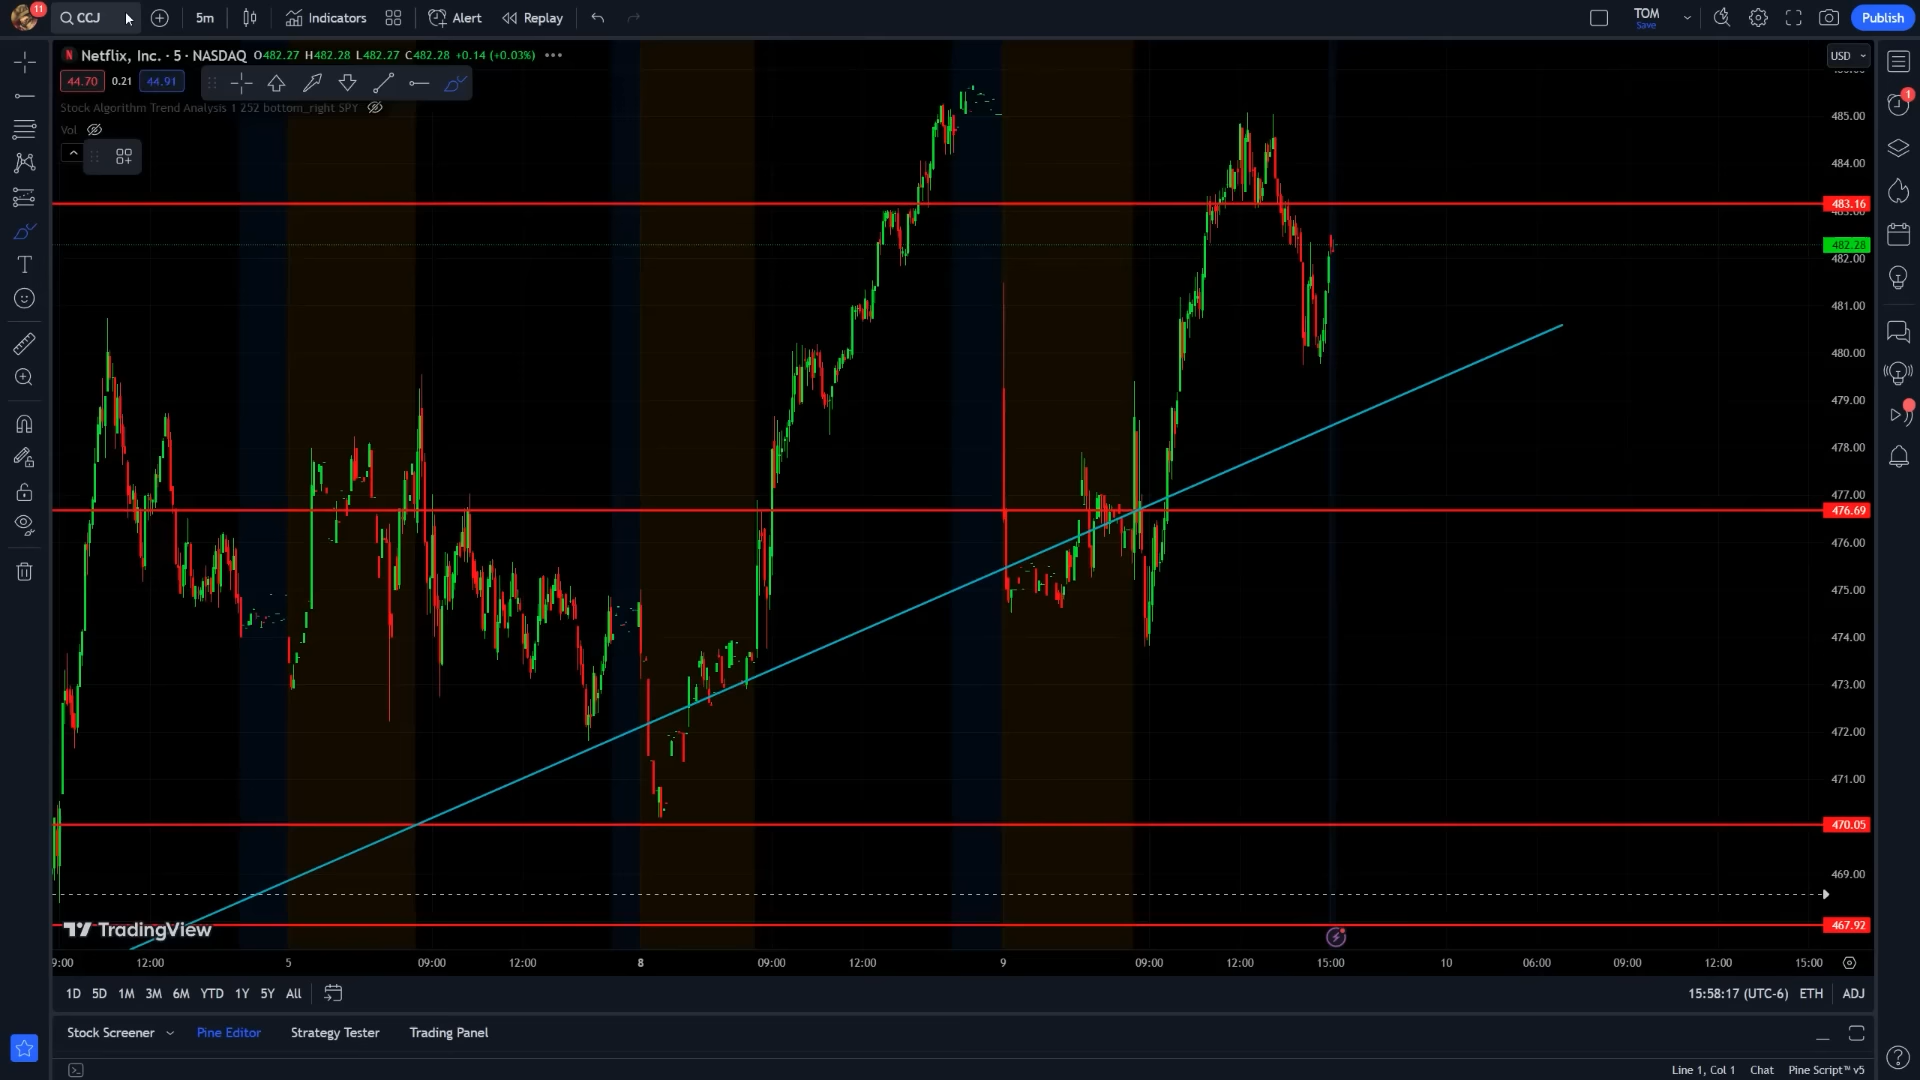 11
CCJ
5m
Indicators
Alert
Replay
TOM
Save
Publish
Netflix, Inc. · 5 · NASDAQ O482.27 H482.28 L482.27 C482.28 +0.14 (+0.03%)
USD
44.70 0.21 44.91
Stock Algorithm Trend Analysis 1 252 bottom_right SPY
Vol
1
485.00
484.00
483.16
483.00
482.28
482.00
481.00
480.00
479.00
478.00
477.00
476.69
476.00
475.00
474.00
473.00
472.00
471.00
470.05
469.00
467.92
TradingView
9:00 12:00 5 09:00 12:00 8 09:00 12:00 9 09:00 12:00 15:00 10 06:00 09:00 12:00 15:00
1D 5D 1M 3M 6M YTD 1Y 5Y All
15:58:17 (UTC-6) ETH ADJ
Stock Screener Pine Editor Strategy Tester Trading Panel
Line 1, Col 1 Chat Pine Script™ v5